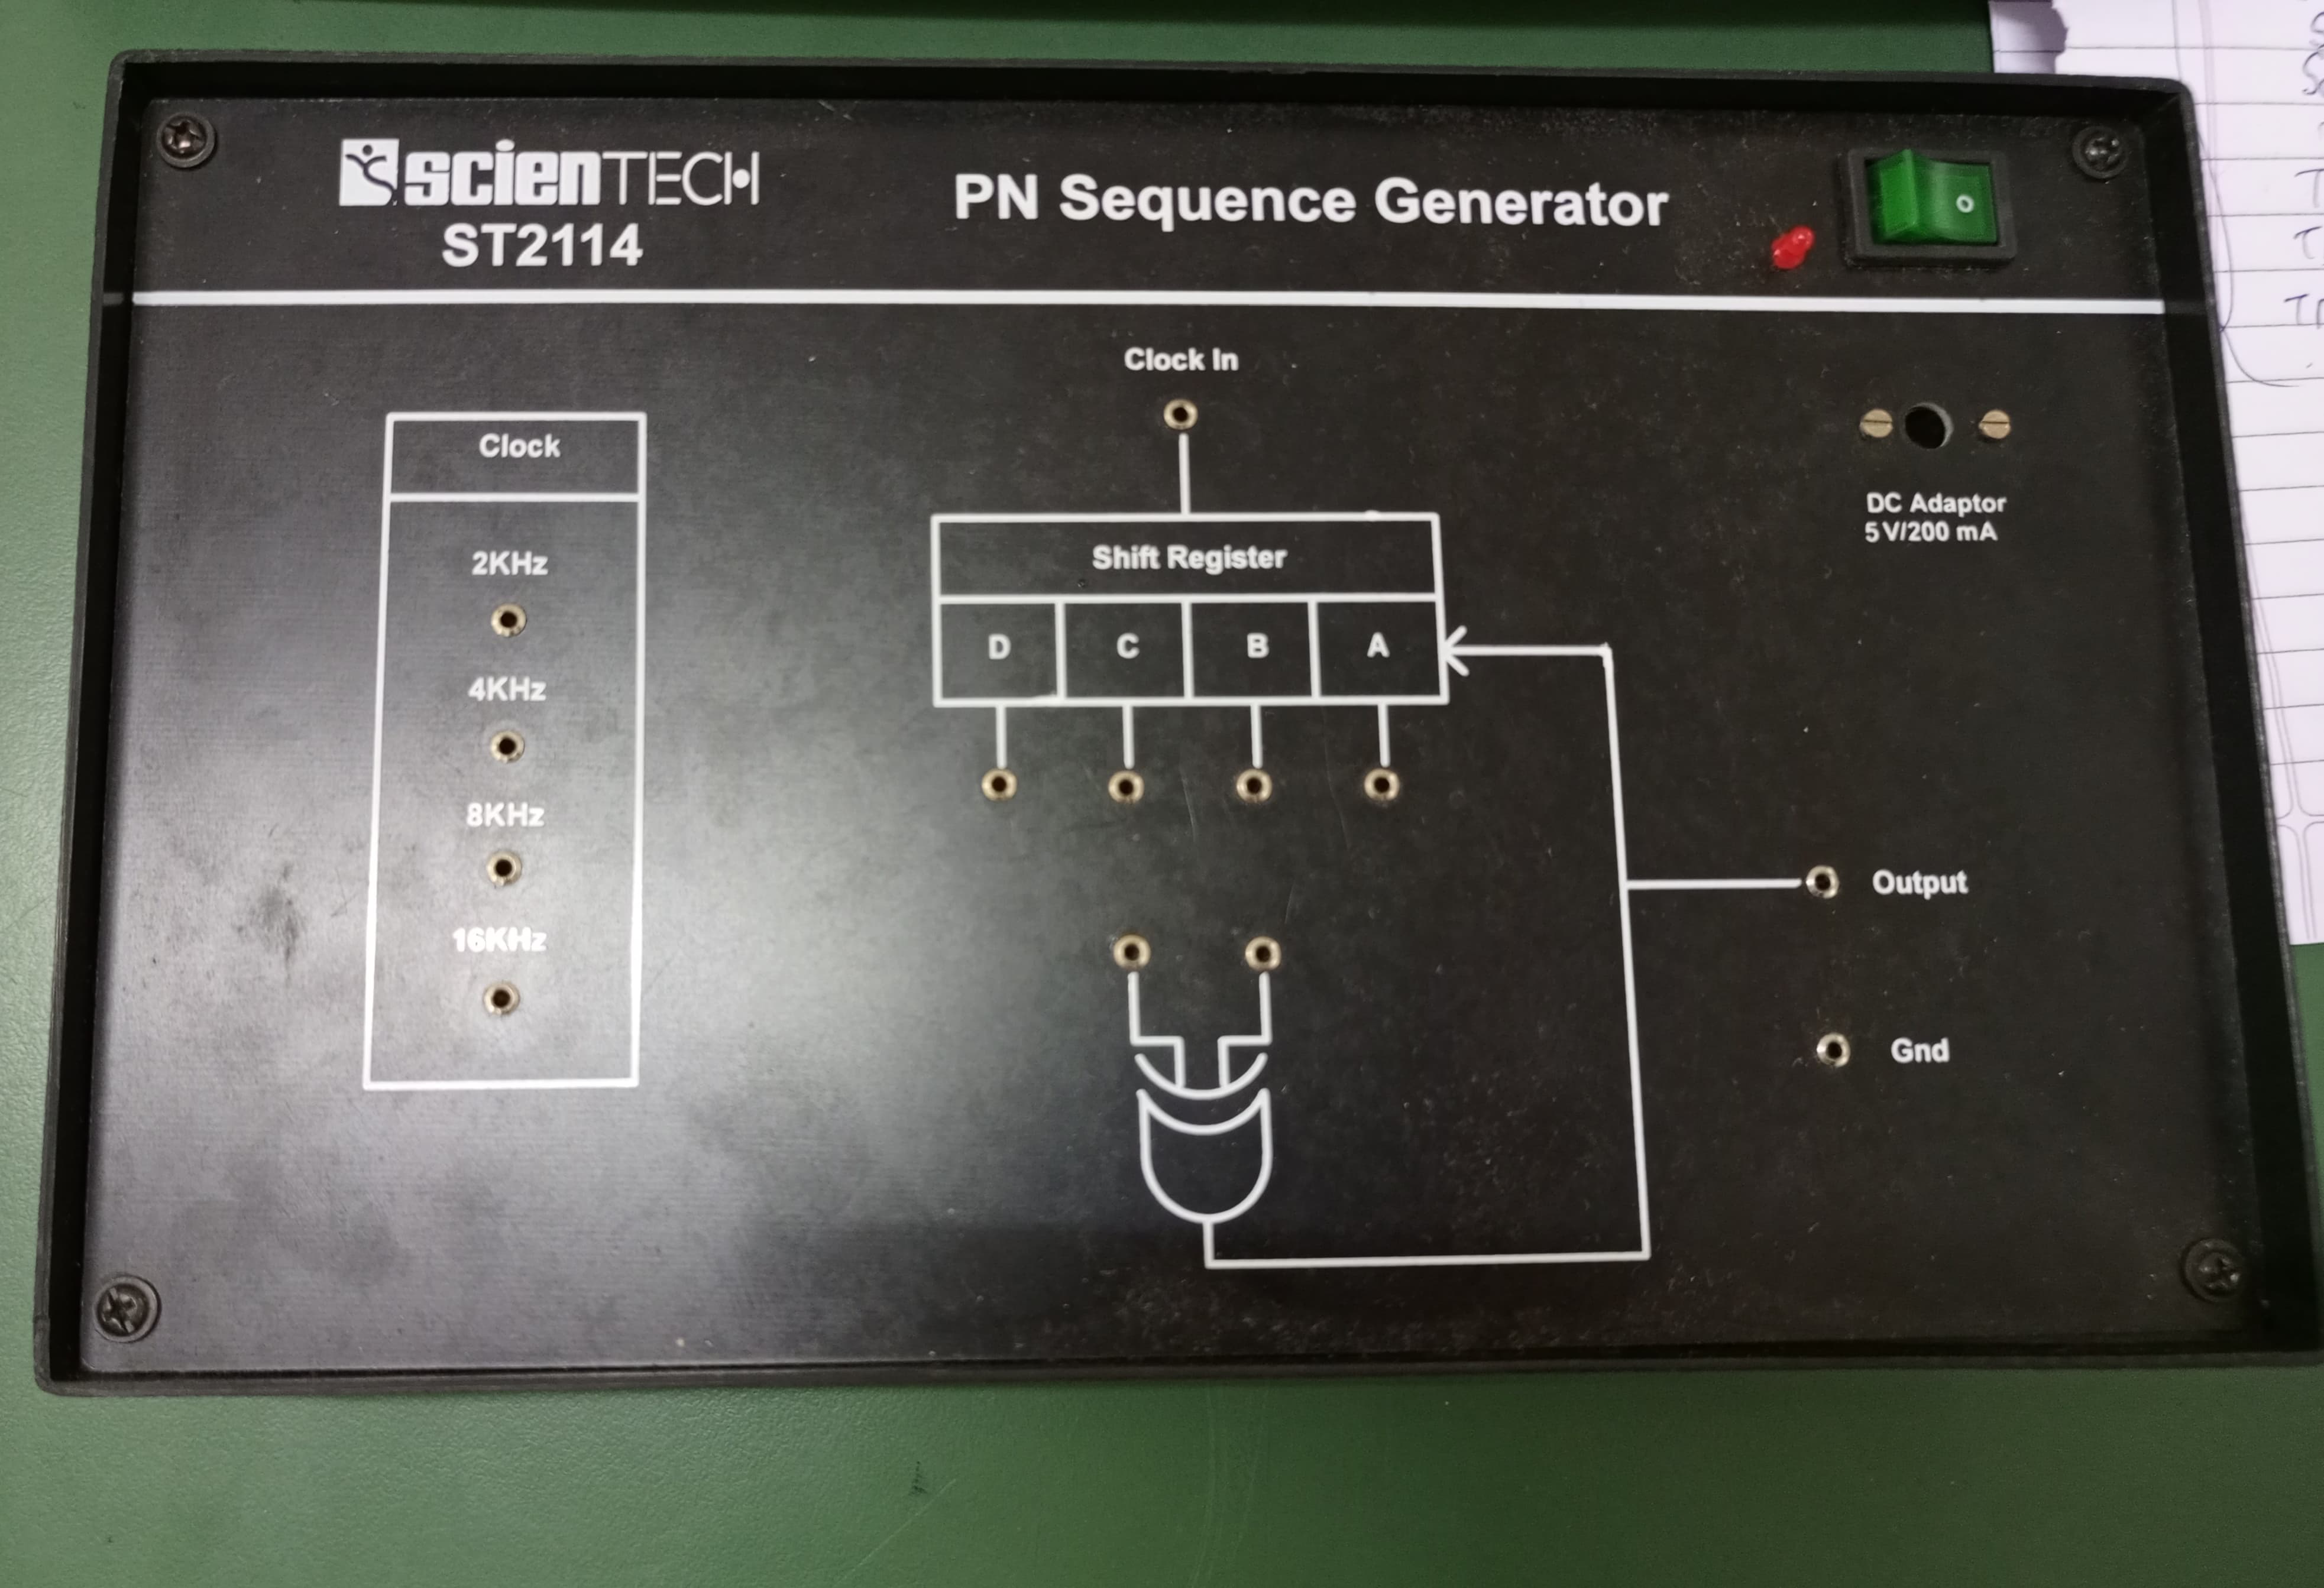 scienTECH
ST2114
PN Sequence Generator
Clock In
Clock
2KHz
4KHz
8KHz
16KHz
Shift Register
D C B A
DC Adaptor
5V/200 mA
Output
Gnd